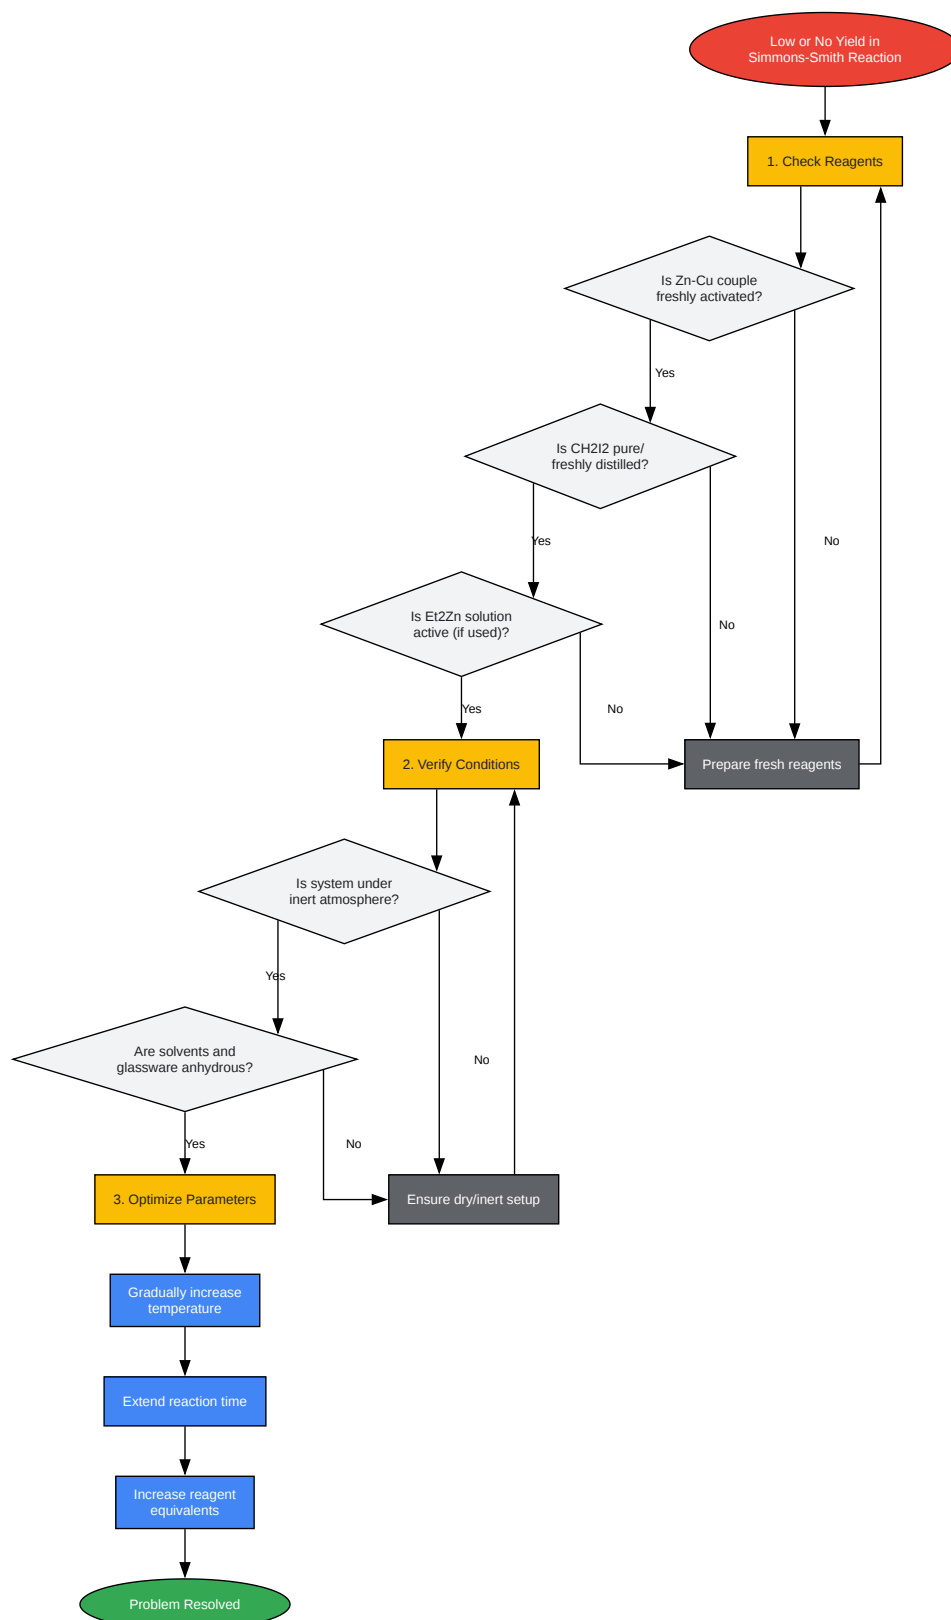 Low or No Yield in
Simmons-Smith Reaction
1. Check Reagents
Is Zn-Cu couple
freshly activated?
Yes
Is CH2I2 pure/
freshly distilled?
Yes
No
Is Et2Zn solution
active (if used)?
No
Yes
No
2. Verify Conditions
Prepare fresh reagents
Is system under
inert atmosphere?
Yes
Are solvents and
glassware anhydrous?
No
Yes
No
3. Optimize Parameters
Ensure dry/inert setup
Gradually increase
temperature
Extend reaction time
Increase reagent
equivalents
Problem Resolved